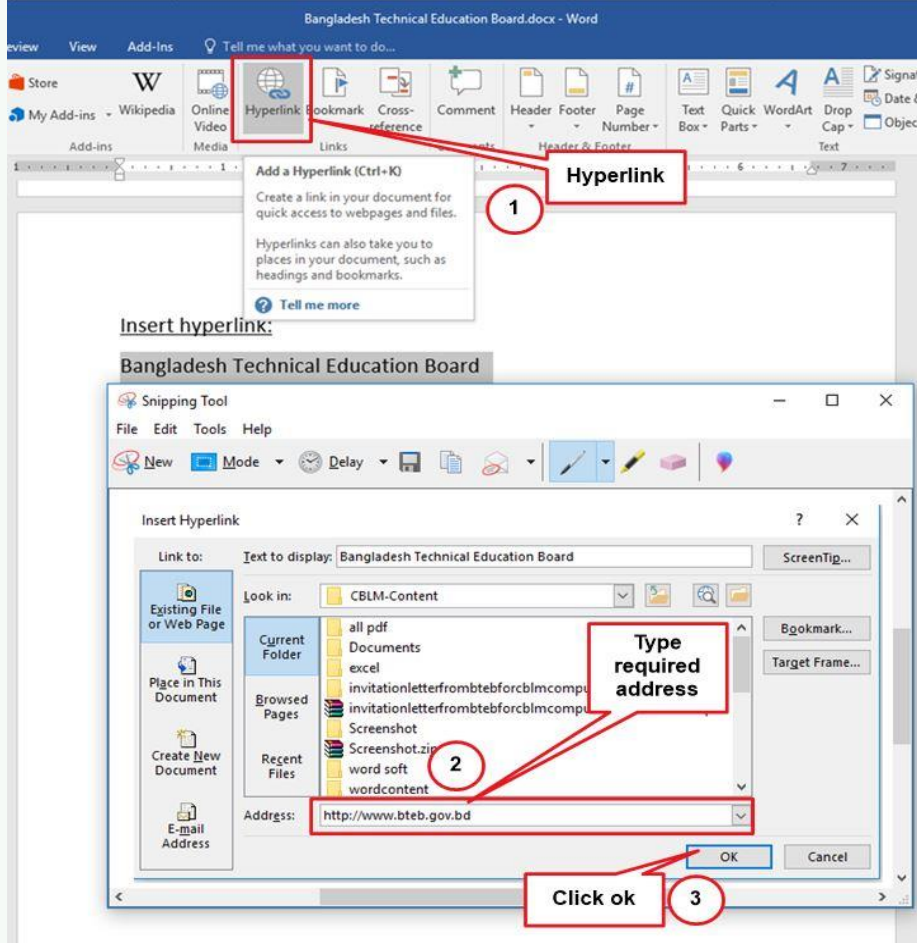 Bangladesh Technical Education Board.docx - Word
eview View Add-Ins Tell me what you want to do...
Store
My Add-ins
W
Wikipedia
Online Video
Hyperlink
Bookmark
Cross-reference
Comment
Header
Footer
#
Page Number
A
Text Box
Quick Parts
A
WordArt
A
Drop Cap
Signa
Date &
Objec
Add-ins Media Links Comments Header & Footer Text
1 1 6 7
Hyperlink
1
Add a Hyperlink (Ctrl+K)
Create a link in your document for
quick access to webpages and files.
Hyperlinks can also take you to
places in your document, such as
headings and bookmarks.
? Tell me more
Insert hyperlink:
Bangladesh Technical Education Board
Snipping Tool
File Edit Tools Help
New Mode Delay
Insert Hyperlink ?
Link to: Text to display: Bangladesh Technical Education Board ScreenTip...
Existing File
or Web Page
Place in This
Document
Create New
Document
E-mail
Address
Look in: CBLM-Content
Current
Folder
Browsed
Pages
Recent
Files
all pdf
Documents
excel
invitationletterfrombtebforcblmcompu
invitationletterfrombtebforcblmcompu
Screenshot
Screenshot.zip
word soft
wordcontent
Bookmark...
Target Frame...
Type
required
address
2
Address: http://www.bteb.gov.bd
OK Cancel
Click ok
3